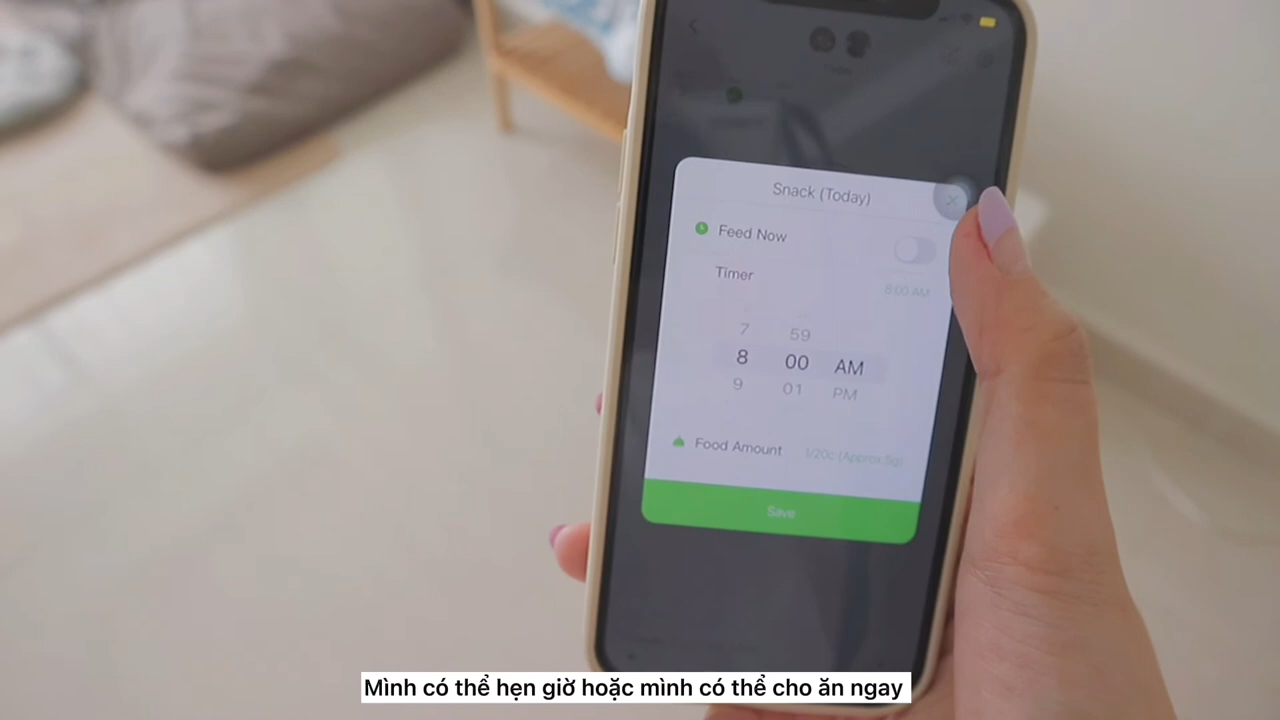 Snack (Today)
Feed Now
Timer
8:00 AM
7 59
8 00 AM
9 01 PM
Food Amount 1/20c (Approx.5g)
Save
Mình có thể hẹn giờ hoặc mình có thể cho ăn ngay